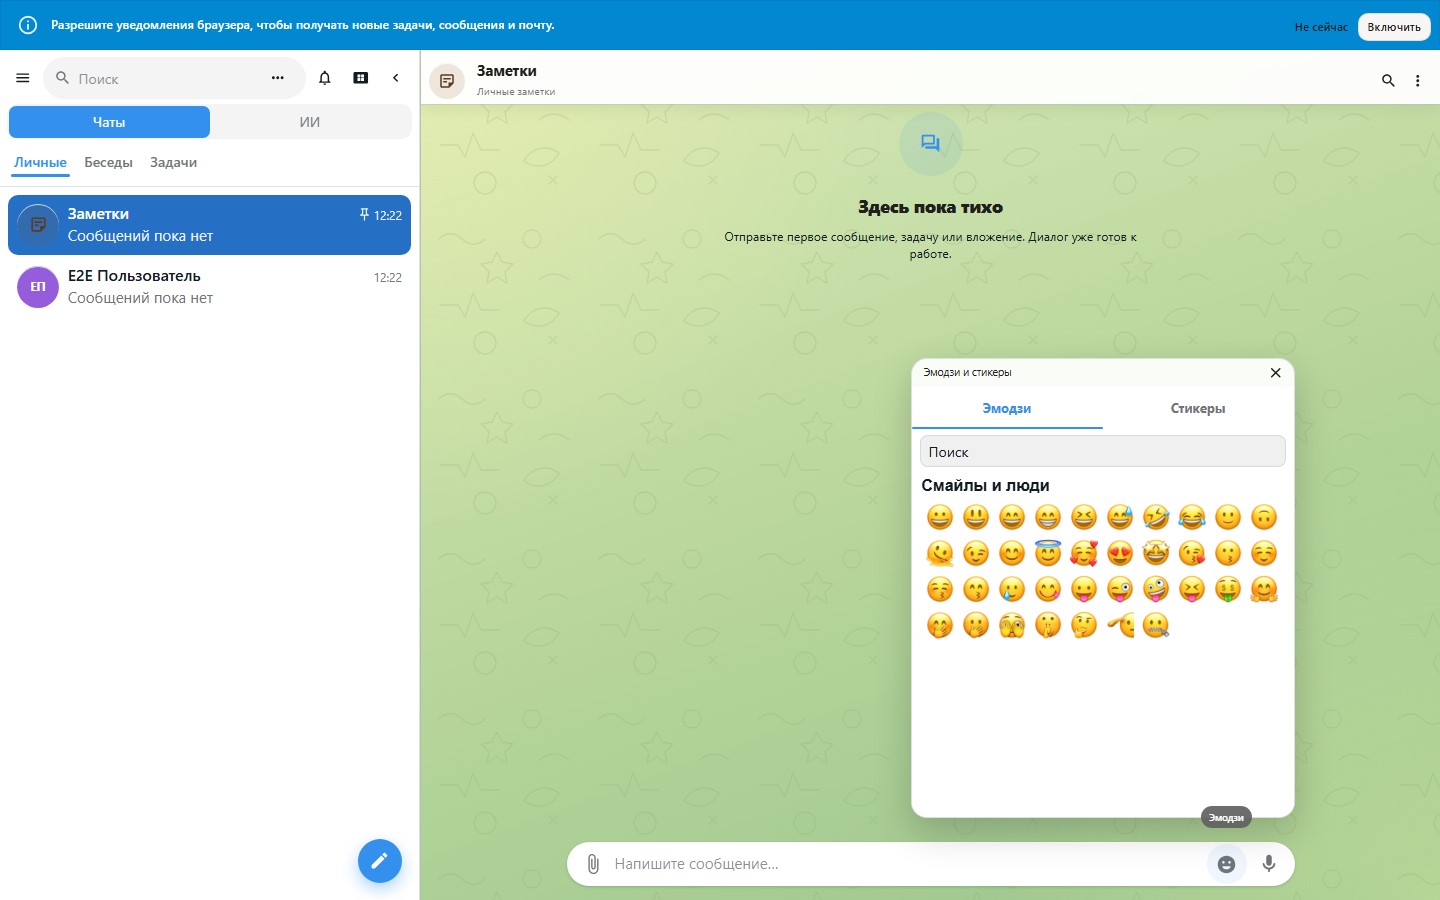 Разрешите уведомления браузера, чтобы получать новые задачи, сообщения и почту.
Не сейчас
Включить
Поиск
Чаты
ИИ
Личные
Беседы
Задачи
Заметки
12:22
Сообщений пока нет
ЕП
E2E Пользователь
12:22
Сообщений пока нет
Заметки
Личные заметки
Здесь пока тихо
Отправьте первое сообщение, задачу или вложение. Диалог уже готов к
работе.
Эмодзи и стикеры
Эмодзи
Стикеры
Поиск
Смайлы и люди
Эмодзи
Напишите сообщение...